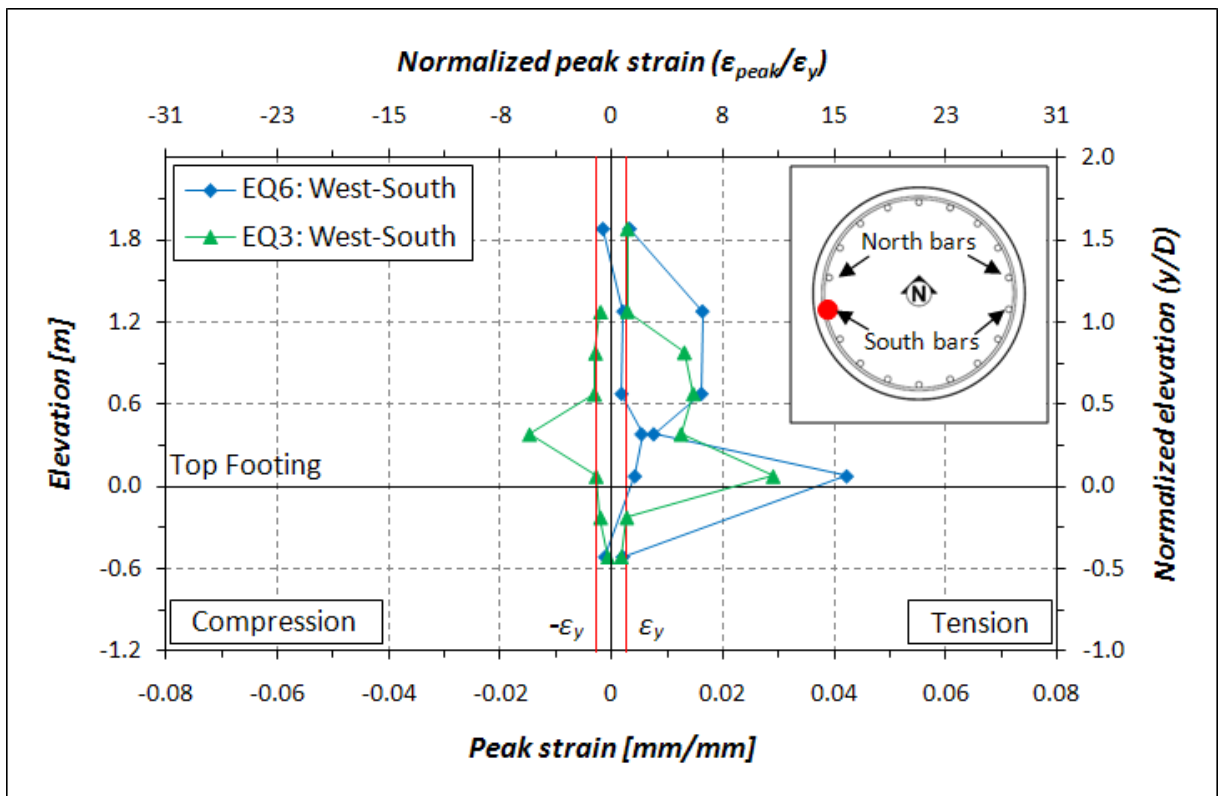 Normalized peak strain (εpeak/εy)
-31 -23 -15 -8 0 8 15 23 31
EQ6: West-South
EQ3: West-South
North bars
N
South bars
Elevation [m]
1.8
1.2
0.6
0.0
-0.6
-1.2
Normalized elevation (y/D)
2.0
1.5
1.0
0.5
0.0
-0.5
-1.0
Top Footing
Compression
-εy
εy
Tension
-0.08 -0.06 -0.04 -0.02 0 0.02 0.04 0.06 0.08
Peak strain [mm/mm]